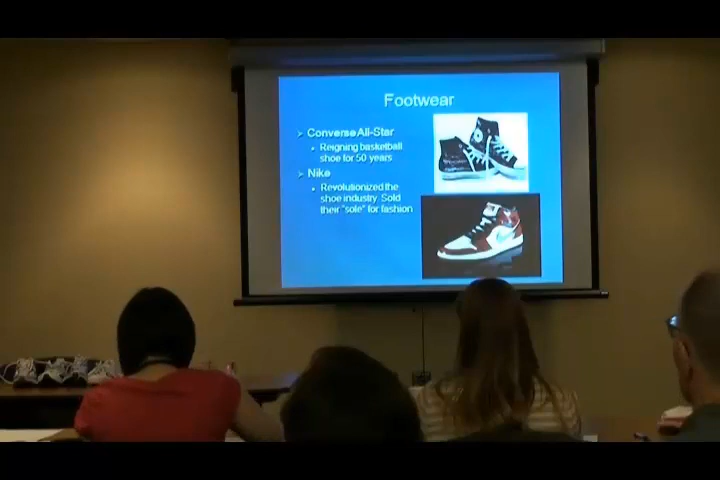 Footwear
Converse All-Star
Reigning basketball
shoe for 50 years
Nike
Revolutionized the
shoe industry. Sold
their "sole" for fashion